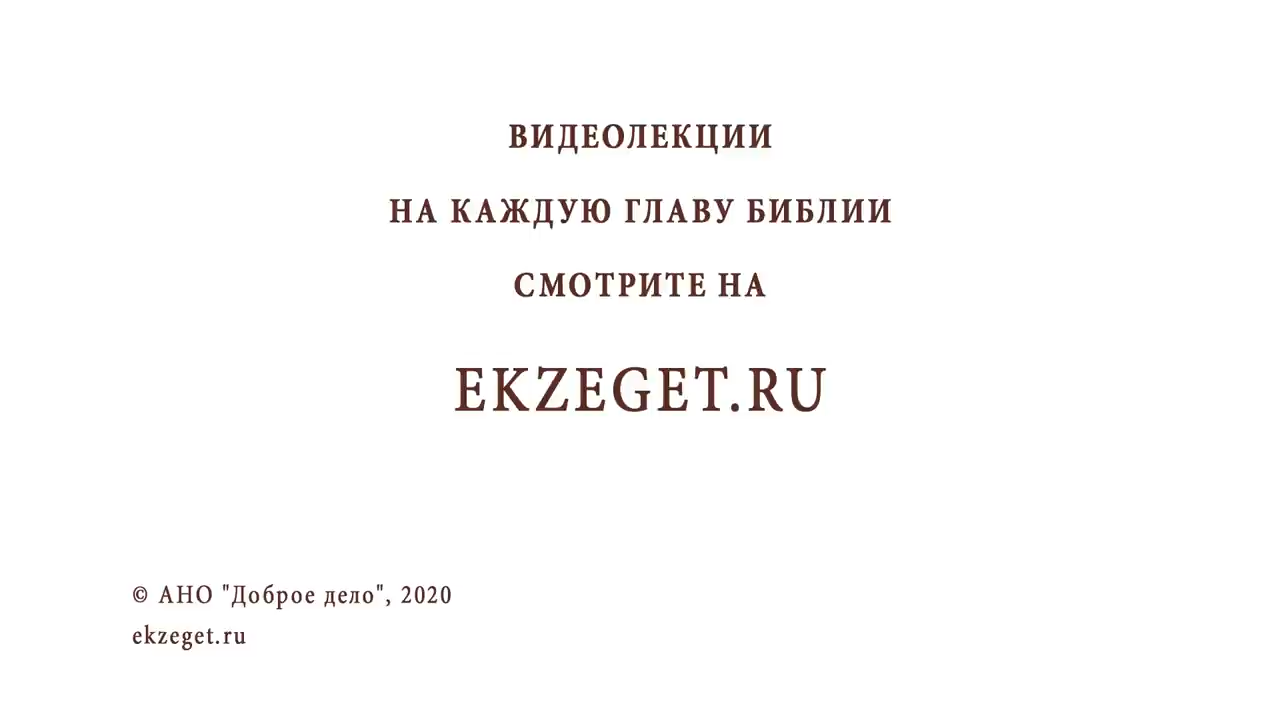 ВИДЕОЛЕКЦИИ
НА КАЖДУЮ ГЛАВУ БИБЛИИ
СМОТРИТЕ НА
EKZEGET.RU
© АНО "Доброе дело", 2020
ekzeget.ru